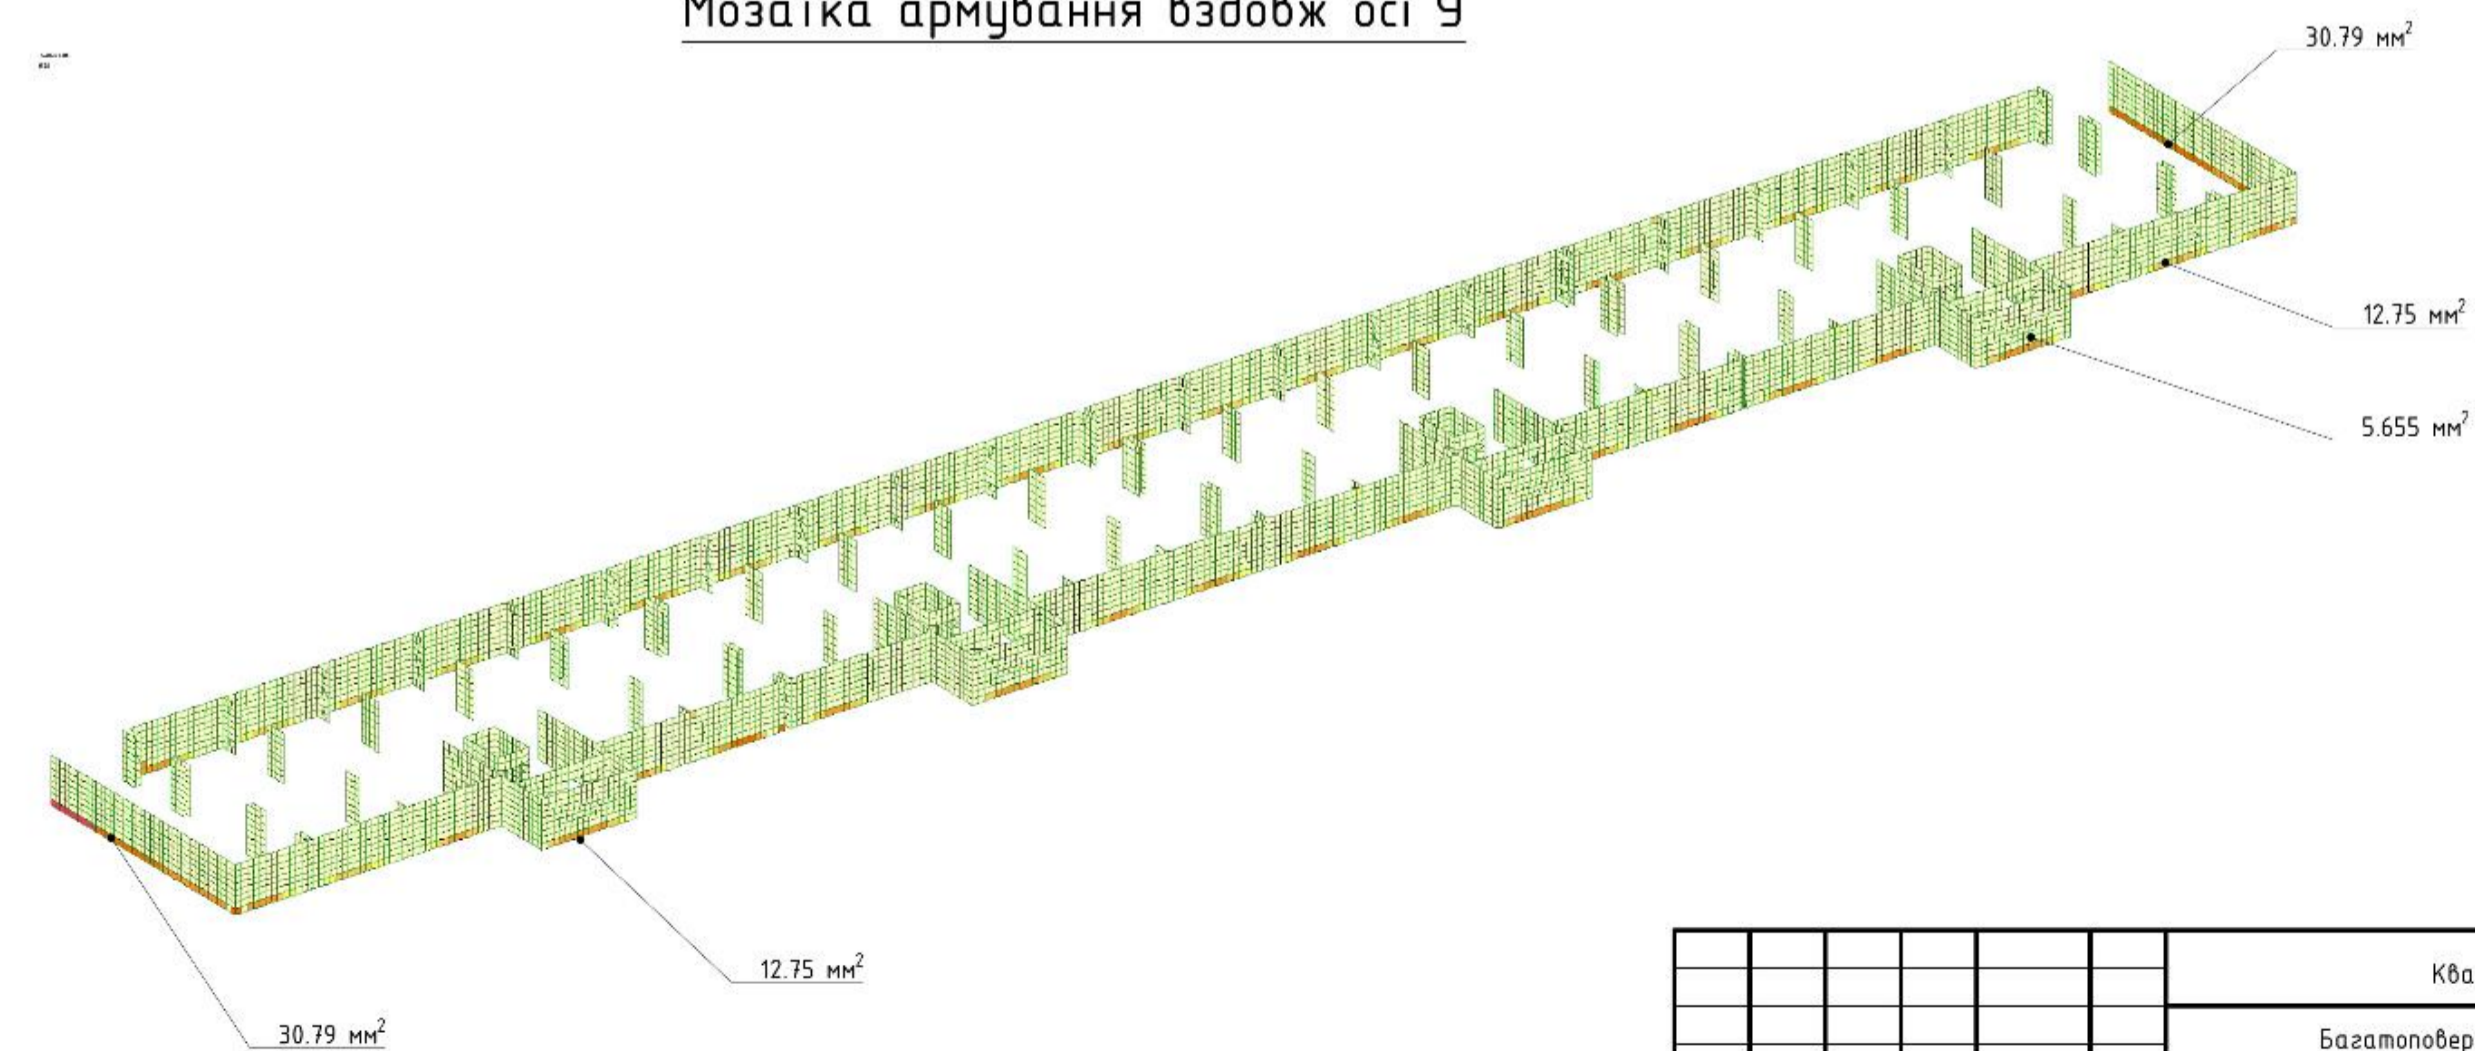 Мозаїка армування вздовж осі У
30.79 мм²
12.75 мм²
5.655 мм²
12.75 мм²
30.79 мм²
Ква
Багатоповер